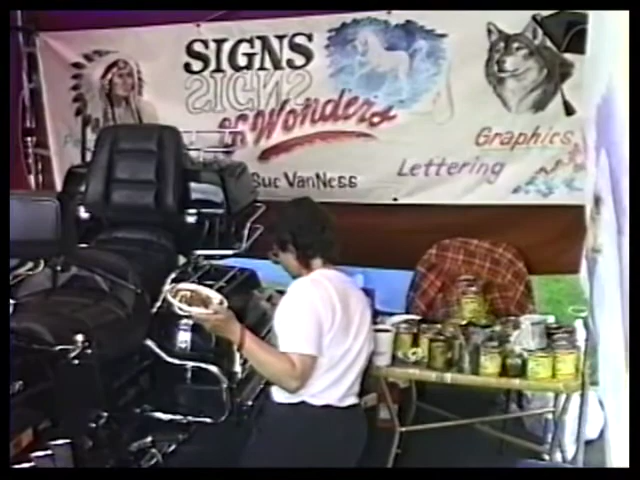 SIGNS
SIGNS
of Wonders
Graphics
Lettering
Sue VanNess